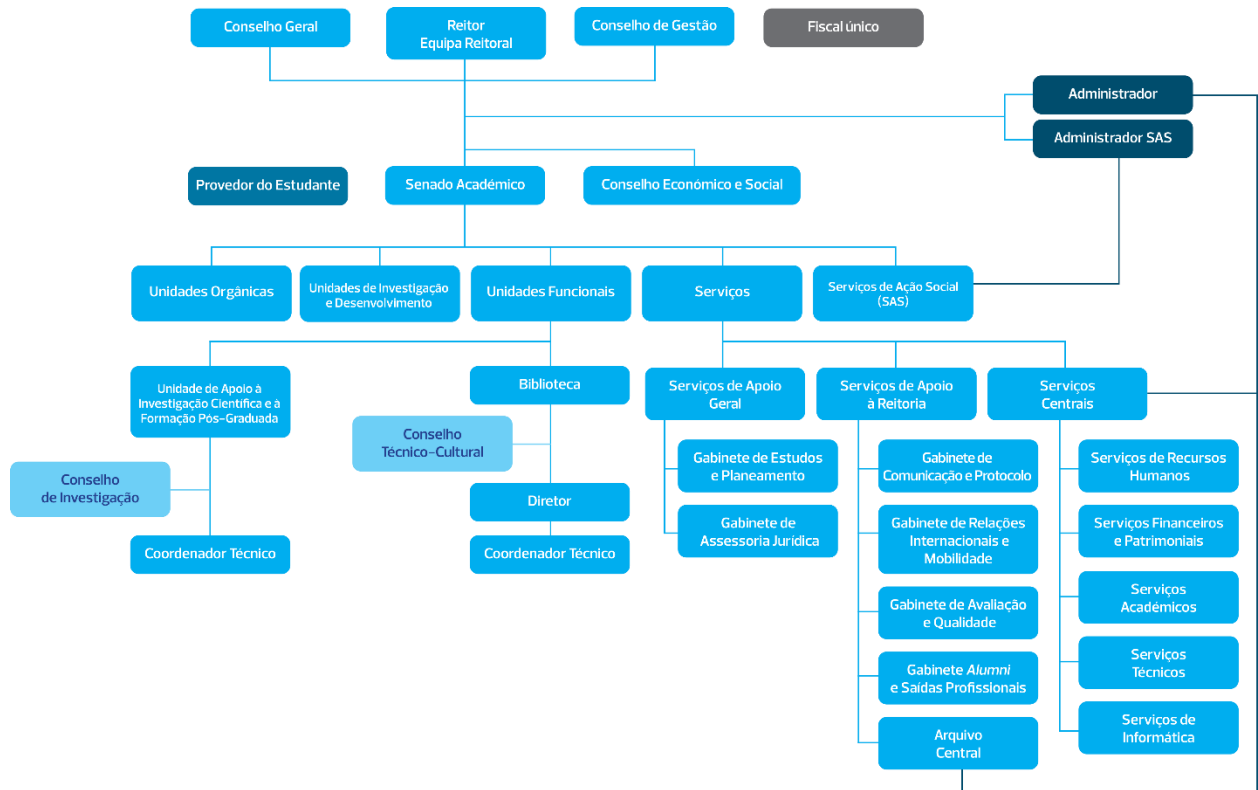 Conselho Geral
Reitor
Equipa Reitoral
Conselho de Gestão
Fiscal único
Administrador
Administrador SAS
Provedor do Estudante
Senado Académico
Conselho Económico e Social
Unidades Orgânicas
Unidades de Investigação
e Desenvolvimento
Unidades Funcionais
Serviços
Serviços de Ação Social
(SAS)
Unidade de Apoio à
Investigação Científica e à
Formação Pós-Graduada
Biblioteca
Serviços de Apoio
Geral
Serviços de Apoio
à Reitoria
Serviços
Centrais
Conselho
Técnico-Cultural
Conselho
de Investigação
Diretor
Coordenador Técnico
Coordenador Técnico
Gabinete de Estudos
e Planeamento
Gabinete de
Assessoria Jurídica
Gabinete de
Comunicação e Protocolo
Gabinete de Relações
Internacionais e
Mobilidade
Gabinete de Avaliação
e Qualidade
Gabinete Alumni
e Saídas Profissionais
Arquivo
Central
Serviços de Recursos
Humanos
Serviços Financeiros
e Patrimoniais
Serviços
Académicos
Serviços
Técnicos
Serviços de
Informática